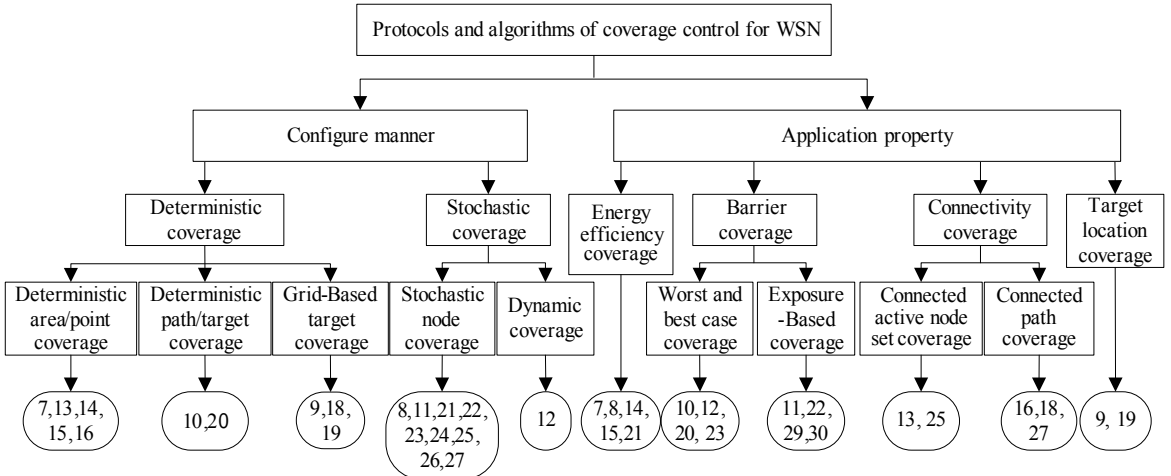 Protocols and algorithms of coverage control for WSN
Configure manner
Application property
Deterministic
coverage
Stochastic
coverage
Energy
efficiency
coverage
Barrier
coverage
Connectivity
coverage
Target
location
coverage
Deterministic
area/point
coverage
Deterministic
path/target
coverage
Grid-Based
target
coverage
Stochastic
node
coverage
Dynamic
coverage
Worst and
best case
coverage
Exposure
-Based
coverage
Connected
active node
set coverage
Connected
path
coverage
7,13,14,
15,16
10,20
9,18,
19
8,11,21,22,
23,24,25,
26,27
12
7,8,14,
15,21
10,12,
20, 23
11,22,
29,30
13, 25
16,18,
27
9, 19